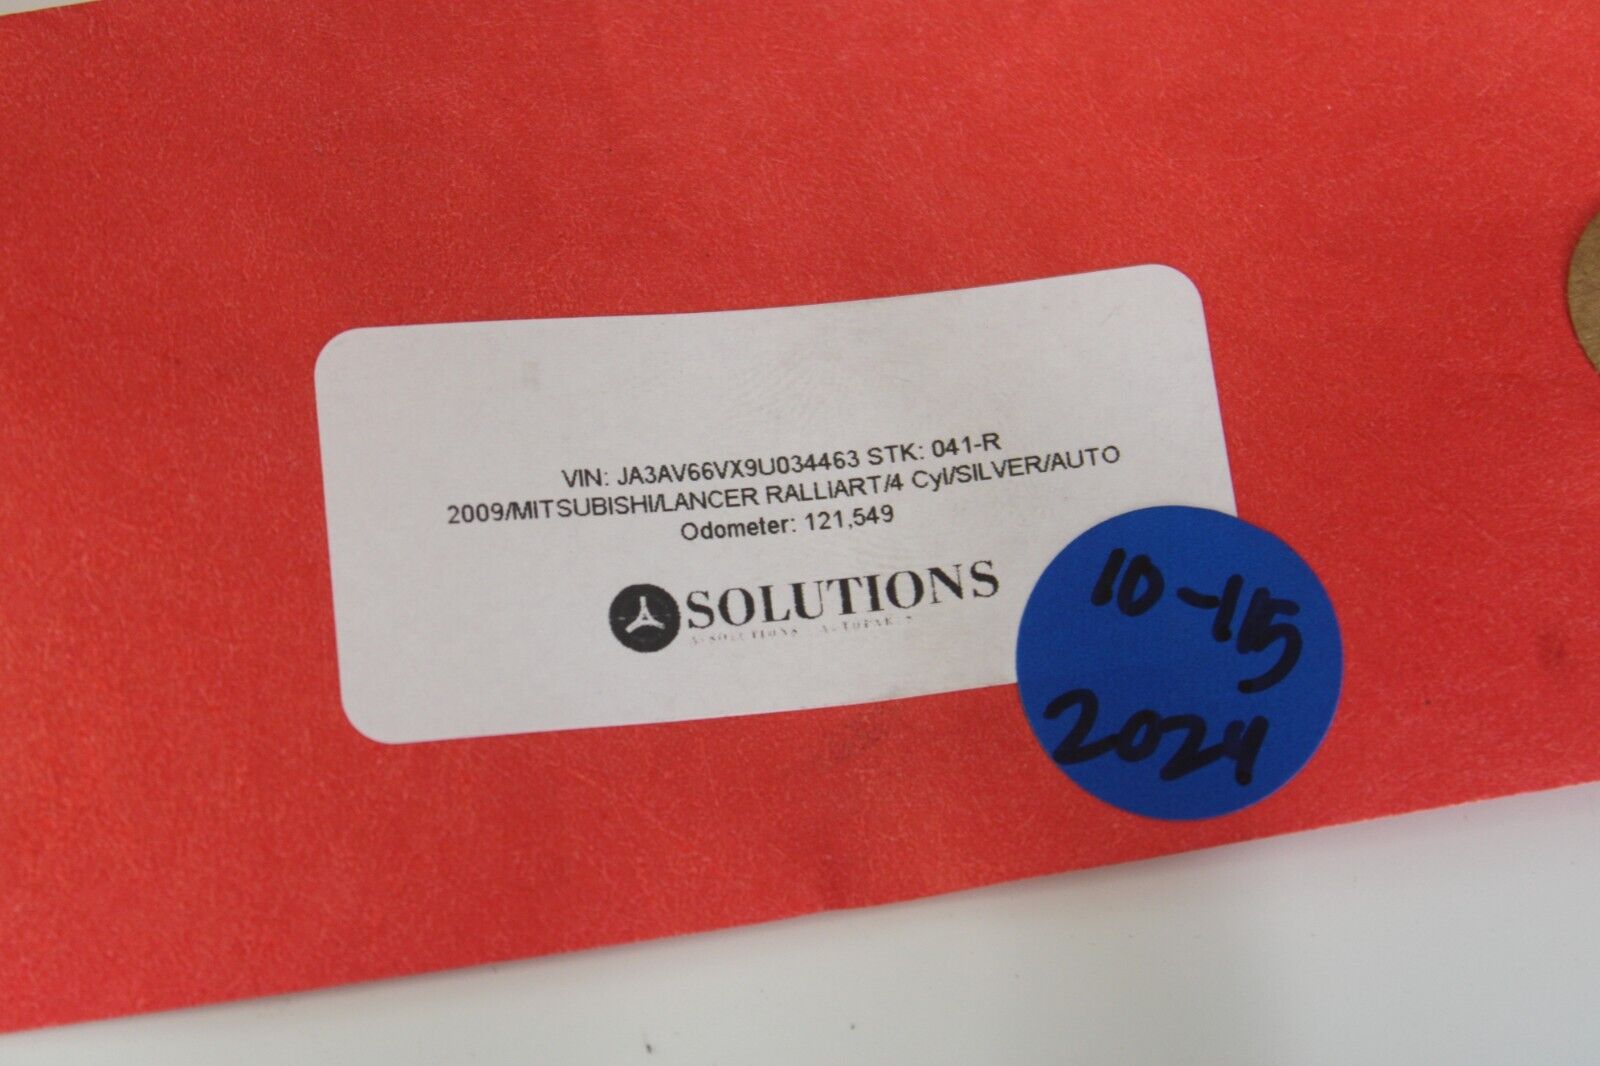 VIN: JA3AV66VX9U034463 STK: 041-R
2009/MITSUBISHI/LANCER RALLIART/4 Cyl/SILVER/AUTO
Odometer: 121,549
SOLUTIONS
10-15
2024